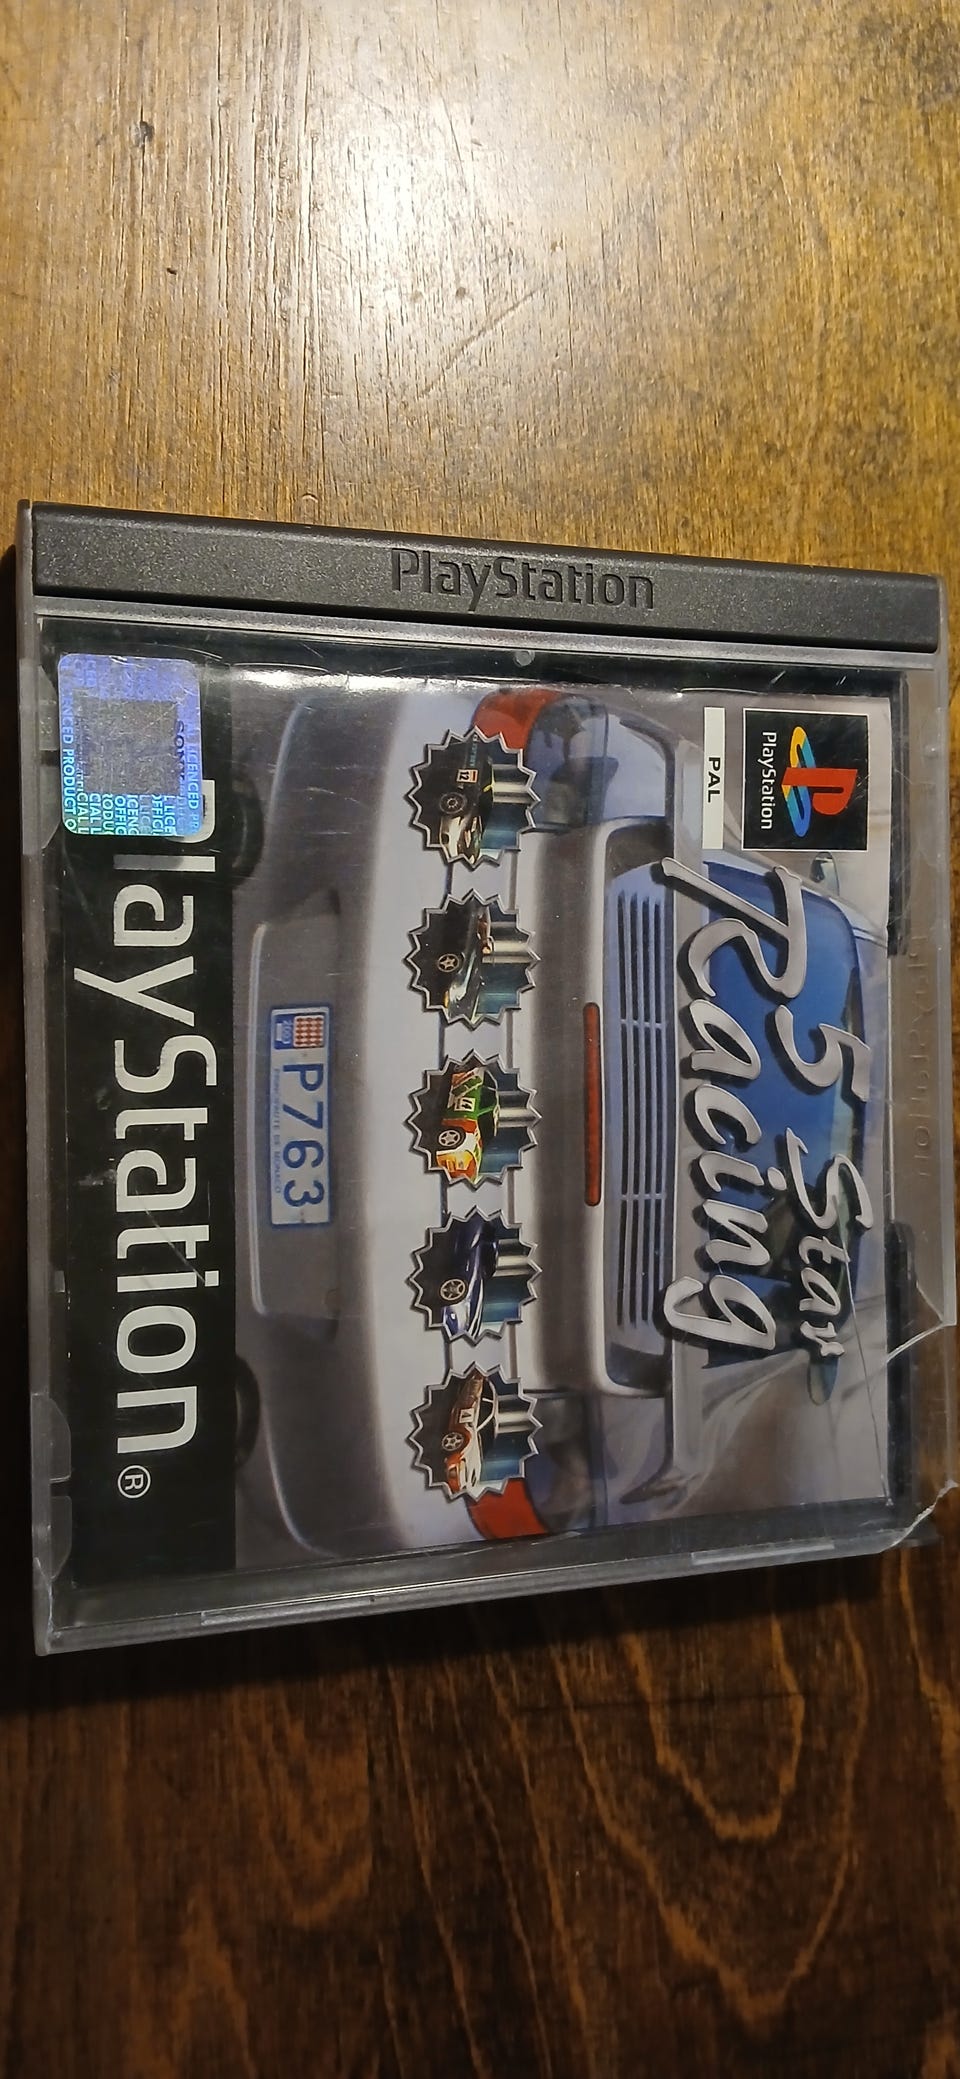 PlayStation
PlayStation
PAL
5 Star
Racing
P763
PlayStation®